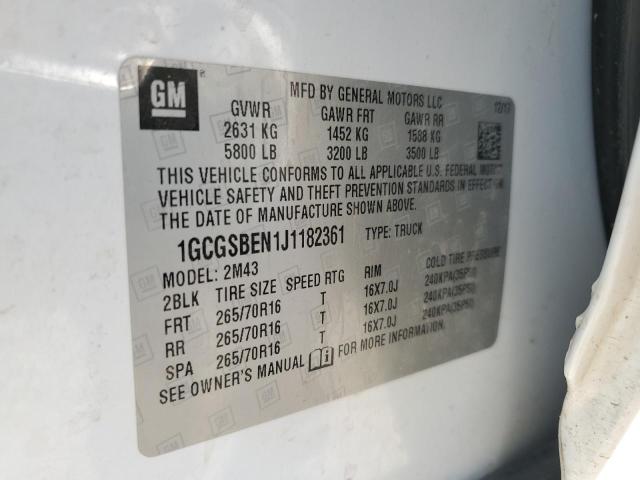 GM
MFD BY GENERAL MOTORS LLC
GVWR GAWR FRT GAWR RR
2631 KG 1452 KG 1588 KG
5800 LB 3200 LB 3500 LB
THIS VEHICLE CONFORMS TO ALL APPLICABLE U.S. FEDERAL MOTOR
VEHICLE SAFETY AND THEFT PREVENTION STANDARDS IN EFFECT ON
THE DATE OF MANUFACTURE SHOWN ABOVE.
1GCGSBEN1J1182361 TYPE: TRUCK
MODEL: 2M43
2BLK TIRE SIZE SPEED RTG RIM COLD TIRE PRESSURE
FRT 265/70R16 T 16X7.0J 240KPA(35PSI)
RR 265/70R16 T 16X7.0J 240KPA(35PSI)
SPA 265/70R16 T 16X7.0J 240KPA(35PSI)
SEE OWNER'S MANUAL FOR MORE INFORMATION.